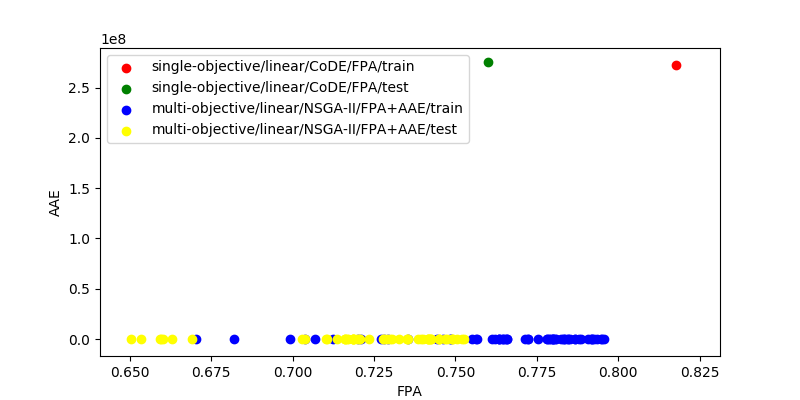 1e8
single-objective/linear/CoDE/FPA/train
single-objective/linear/CoDE/FPA/test
multi-objective/linear/NSGA-II/FPA+AAE/train
multi-objective/linear/NSGA-II/FPA+AAE/test
2.5
2.0
1.5
1.0
0.5
0.0
AAE
0.650 0.675 0.700 0.725 0.750 0.775 0.800 0.825
FPA